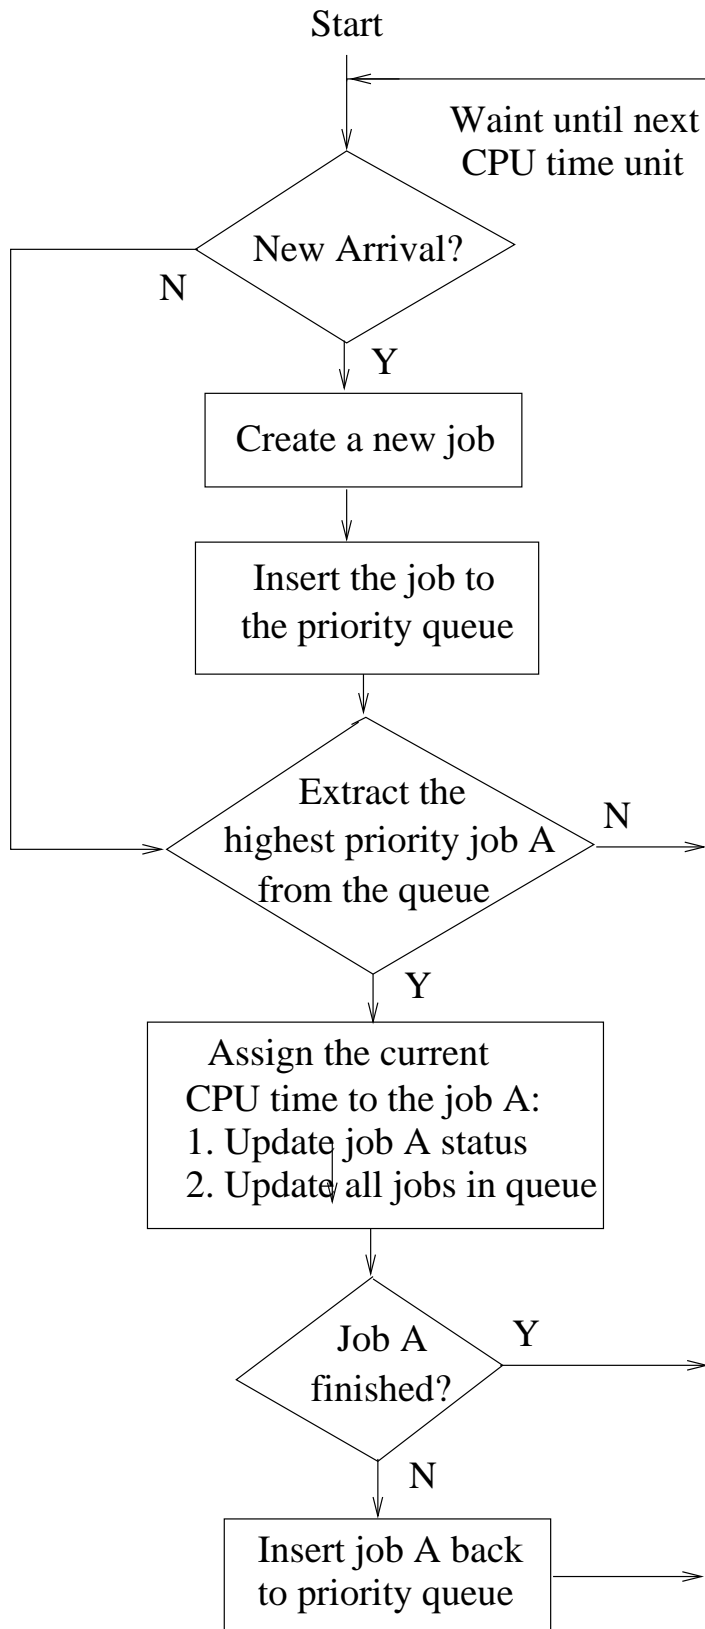 Start
Waint until next
CPU time unit
New Arrival?
N
Y
Create a new job
Insert the job to
the priority queue
Extract the
highest priority job A
from the queue
N
Y
Assign the current
CPU time to the job A:
1. Update job A status
2. Update all jobs in queue
Job A
finished?
Y
N
Insert job A back
to priority queue